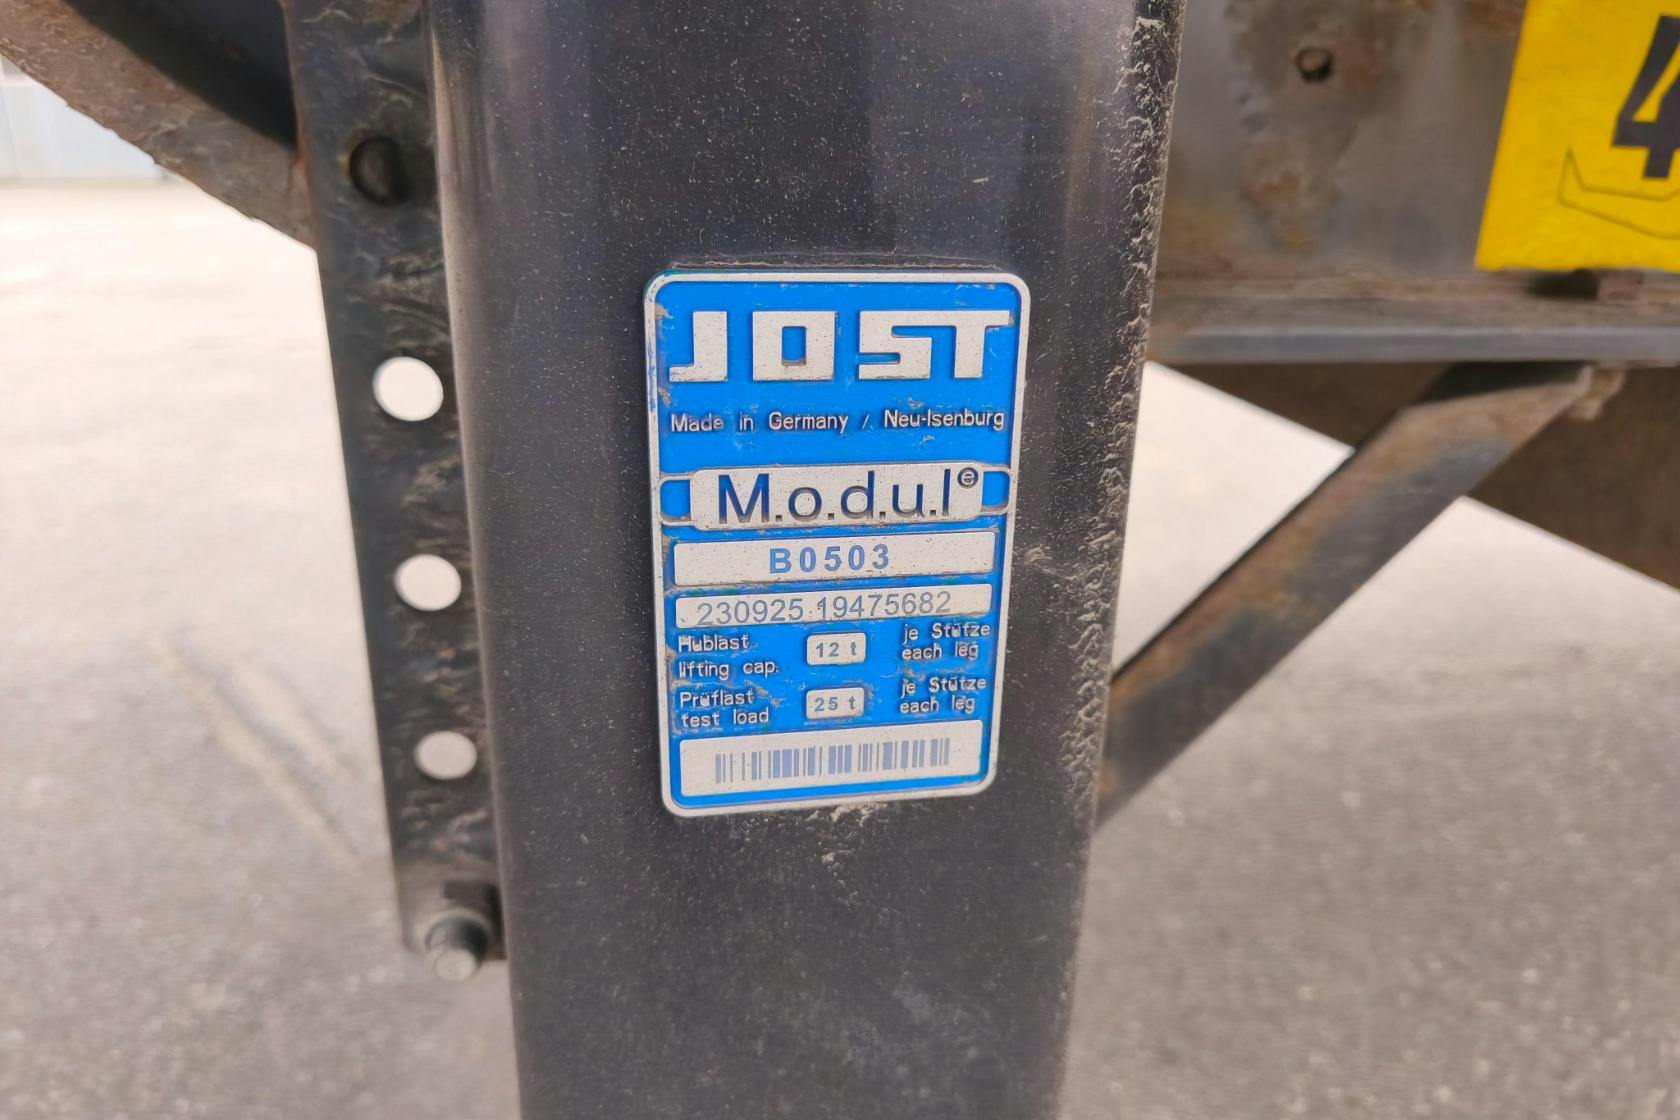 JOST
Made in Germany / Neu-Isenburg
M.o.d.u.l e
B0503
230925 19475682
Hublast 12 t je Stütze
lifting cap. each leg
Prüflast 25 t je Stütze
test load each leg
4